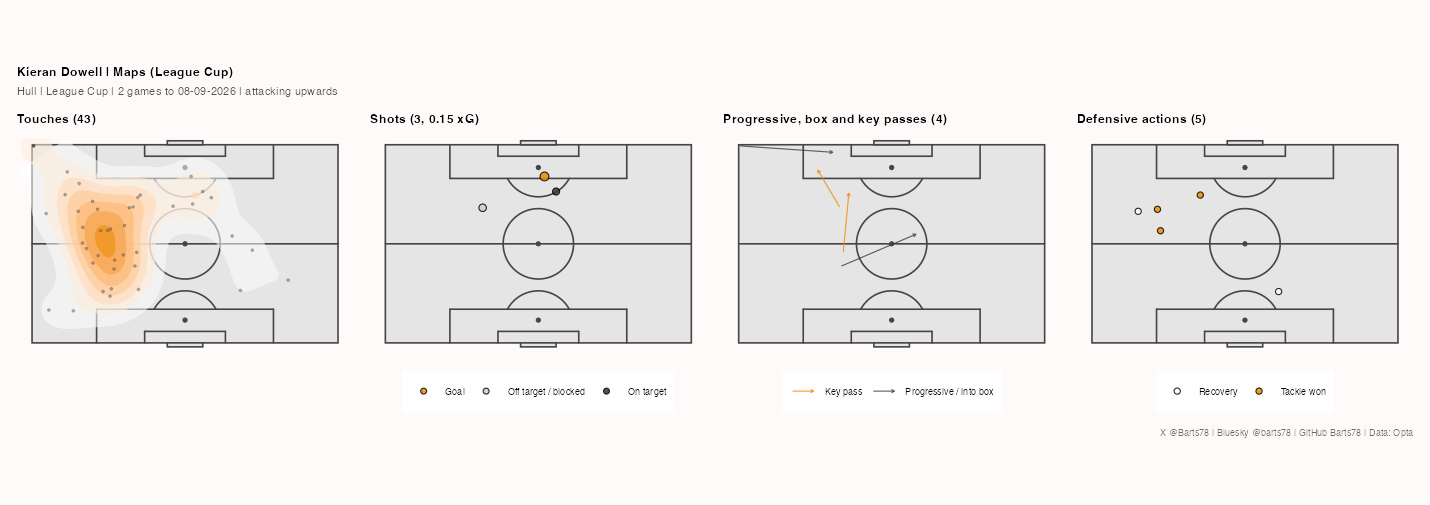 Kieran Dowell | Maps (League Cup)
Hull | League Cup | 2 games to 08-09-2026 | attacking upwards
Touches (43)
Shots (3, 0.15 xG)
Progressive, box and key passes (4)
Defensive actions (5)
Goal
Off target / blocked
On target
Key pass
Progressive / into box
Recovery
Tackle won
X @Barts78 | Bluesky @barts78 | GitHub Barts78 | Data: Opta